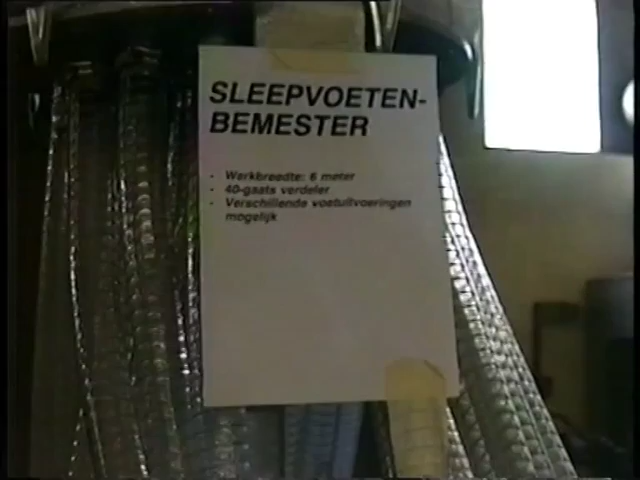 SLEEPVOETEN-
BEMESTER
- Werkbreedte: 6 meter
- 40-gaats verdeler
- Verschillende voetuitvoeringen
mogelijk